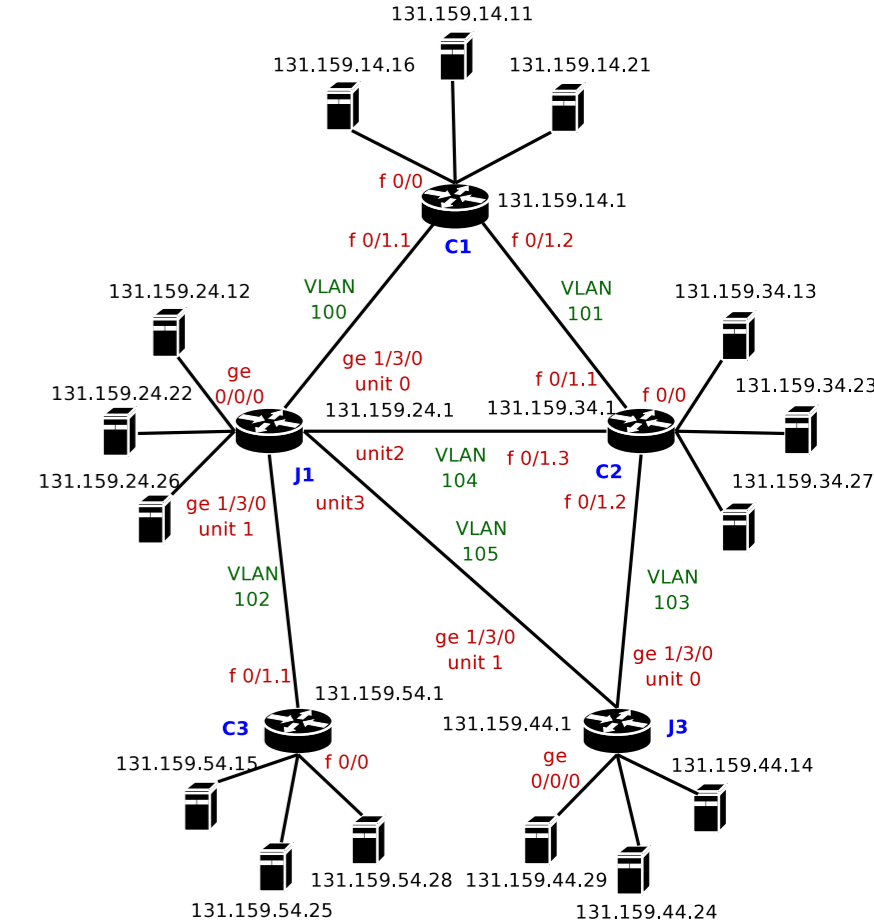 131.159.14.11
131.159.14.16
131.159.14.21
f 0/0
131.159.14.1
f 0/1.1
f 0/1.2
C1
VLAN
100
VLAN
101
131.159.24.12
131.159.34.13
ge 1/3/0
unit 0
ge
0/0/0
f 0/1.1
f 0/0
131.159.24.22
131.159.34.23
131.159.24.1
131.159.34.1
unit2
VLAN
104
f 0/1.3
C2
J1
131.159.24.26
131.159.34.27
ge 1/3/0
unit 1
unit3
f 0/1.2
VLAN
105
VLAN
102
VLAN
103
ge 1/3/0
unit 1
ge 1/3/0
unit 0
f 0/1.1
131.159.54.1
C3
131.159.44.1
J3
131.159.54.15
f 0/0
ge
0/0/0
131.159.44.14
131.159.54.28
131.159.44.29
131.159.54.25
131.159.44.24